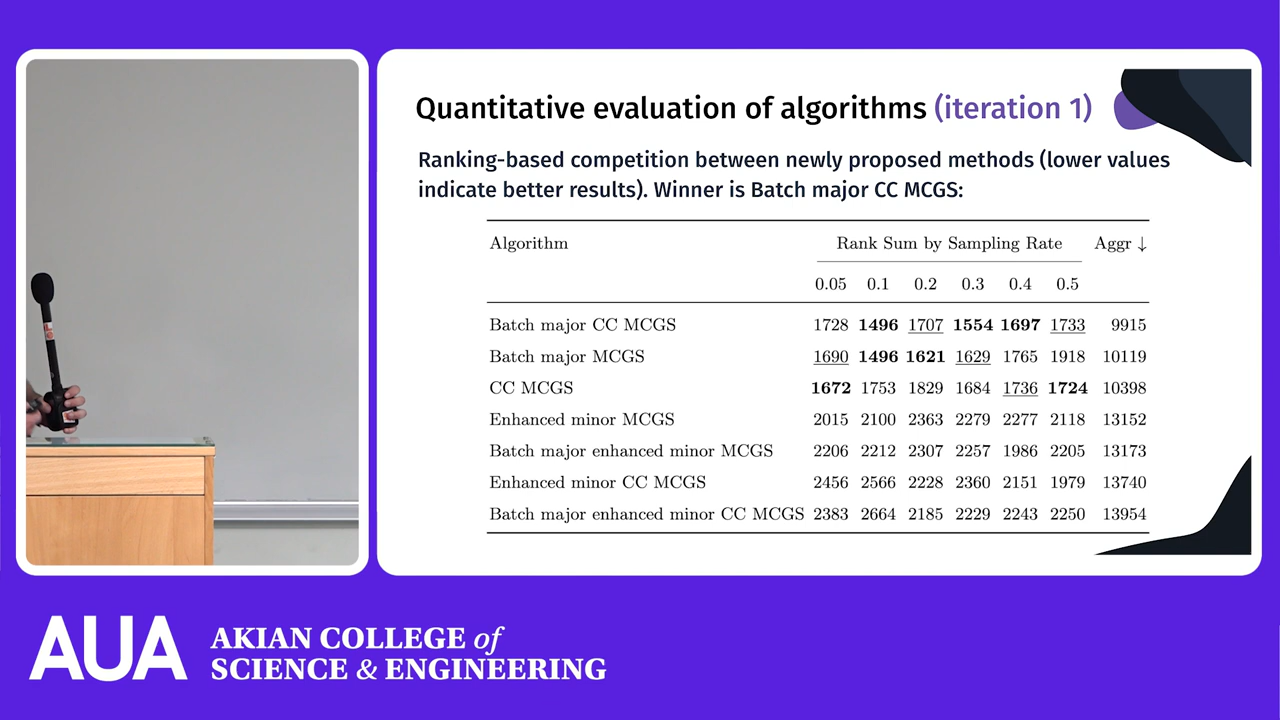 Quantitative evaluation of algorithms (iteration 1)
Ranking-based competition between newly proposed methods (lower values
indicate better results). Winner is Batch major CC MCGS:
Algorithm Rank Sum by Sampling Rate Aggr ↓
0.05 0.1 0.2 0.3 0.4 0.5
Batch major CC MCGS 1728 1496 1707 1554 1697 1733 9915
Batch major MCGS 1690 1496 1621 1629 1765 1918 10119
CC MCGS 1672 1753 1829 1684 1736 1724 10398
Enhanced minor MCGS 2015 2100 2363 2279 2277 2118 13152
Batch major enhanced minor MCGS 2206 2212 2307 2257 1986 2205 13173
Enhanced minor CC MCGS 2456 2566 2228 2360 2151 1979 13740
Batch major enhanced minor CC MCGS 2383 2664 2185 2229 2243 2250 13954
AUA AKIAN COLLEGE of
SCIENCE & ENGINEERING